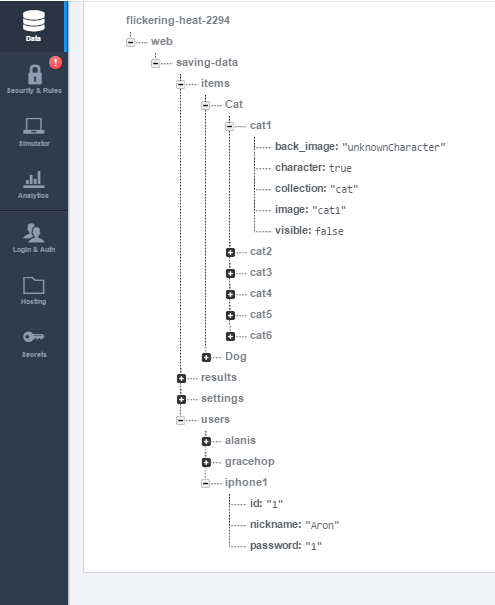 Data
Security & Rules
Simulator
Analytics
Login & Auth
Hosting
Secrets
flickering-heat-2294
web
saving-data
items
Cat
cat1
back_image: "unknownCharacter"
character: true
collection: "cat"
image: "cat1"
visible: false
cat2
cat3
cat4
cat5
cat6
Dog
results
settings
users
alanis
gracehop
iphone1
id: "1"
nickname: "Aron"
password: "1"